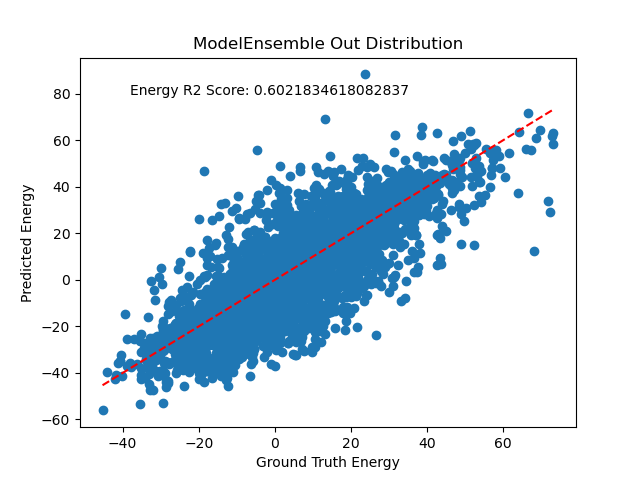 ModelEnsemble Out Distribution
Energy R2 Score: 0.6021834618082837
80
60
40
20
0
−20
−40
−60
Predicted Energy
−40 −20 0 20 40 60
Ground Truth Energy